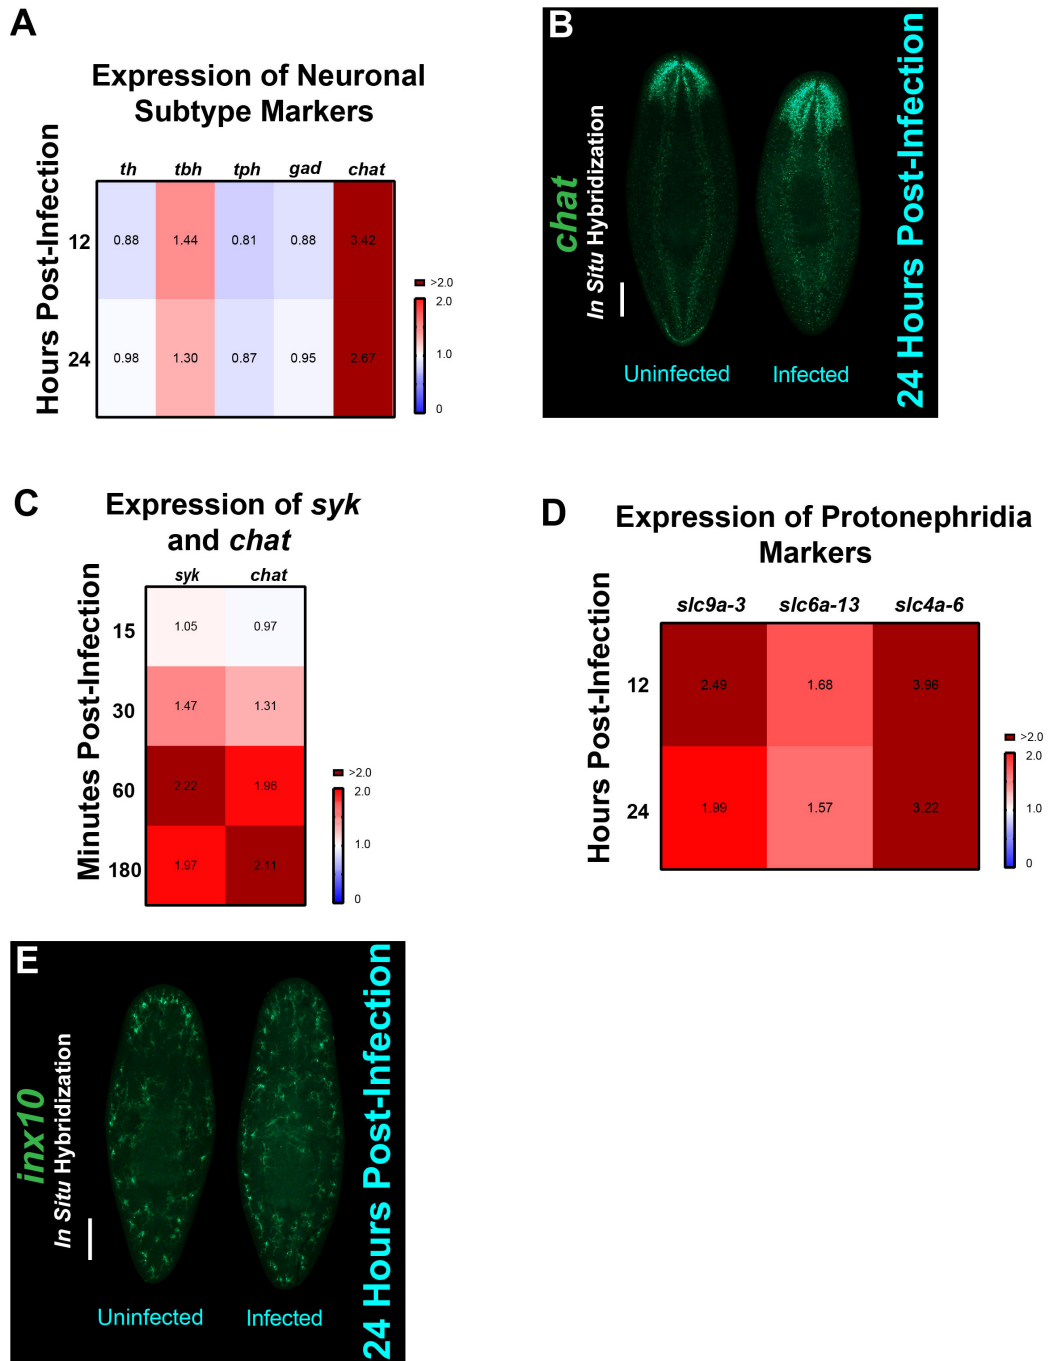 A
Expression of Neuronal
Subtype Markers
th tbh tph gad chat
Hours Post-Infection
12 0.88 1.44 0.81 0.88 3.42
24 0.98 1.30 0.87 0.95 2.67
>2.0
2.0
1.0
0
B
chat
In Situ Hybridization
Uninfected Infected
24 Hours Post-Infection
C
Expression of syk
and chat
syk chat
Minutes Post-Infection
15 1.05 0.97
30 1.47 1.31
60 2.22 1.96
180 1.97 2.11
>2.0
2.0
1.0
0
D
Expression of Protonephridia
Markers
slc9a-3 slc6a-13 slc4a-6
Hours Post-Infection
12 2.49 1.68 3.96
24 1.99 1.57 3.22
>2.0
2.0
1.0
0
E
inx10
In Situ Hybridization
Uninfected Infected
24 Hours Post-Infection